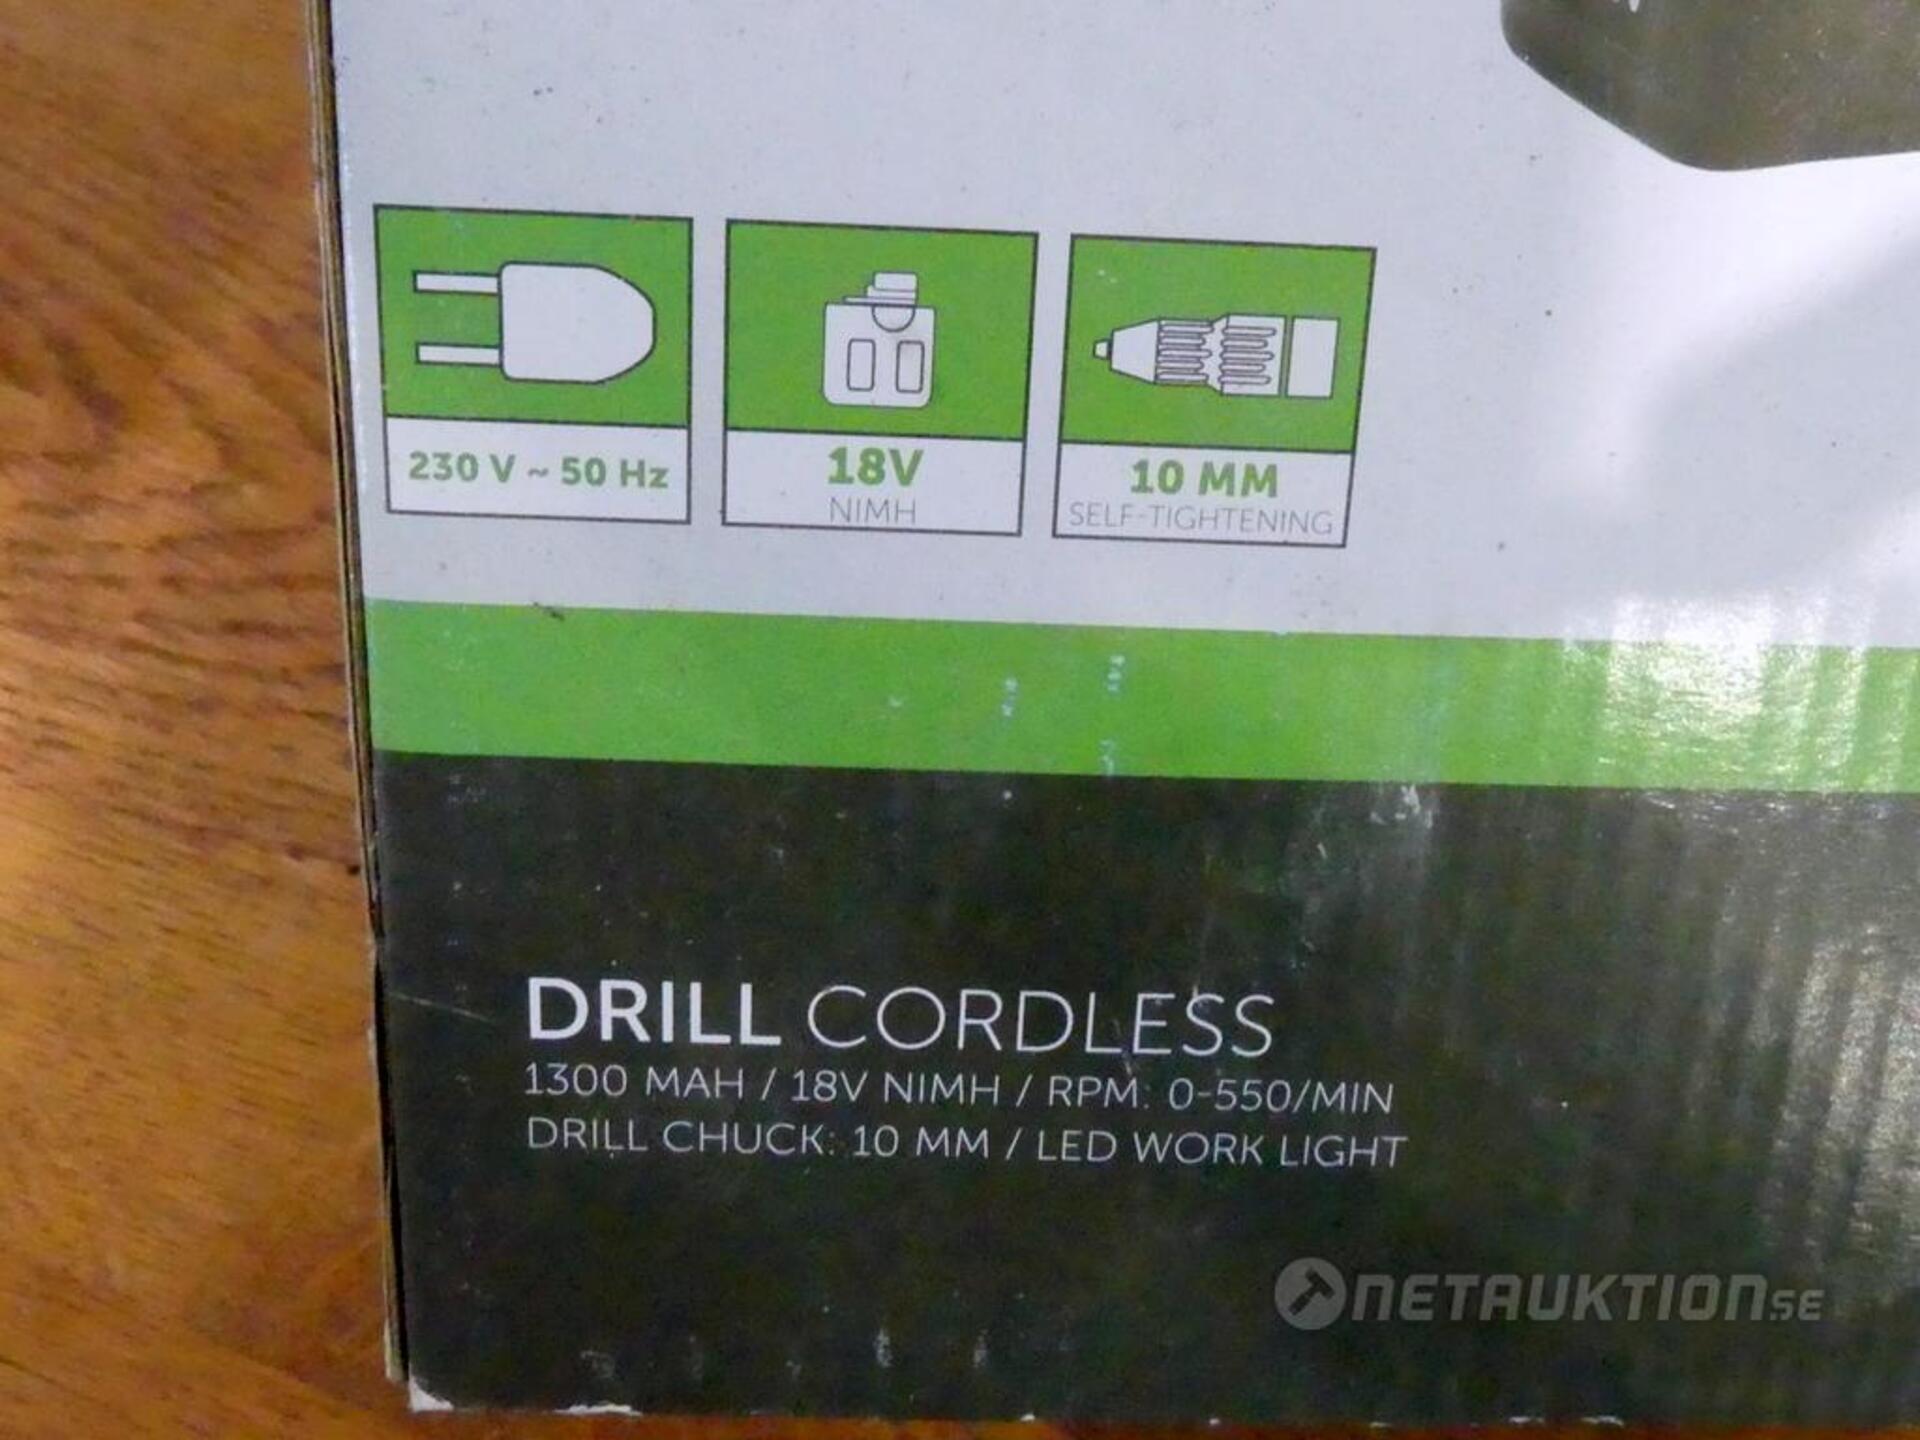 230 V ~ 50 Hz
18V
NIMH
10 MM
SELF-TIGHTENING
DRILL CORDLESS
1300 MAH / 18V NIMH / RPM: 0-550/MIN
DRILL CHUCK: 10 MM / LED WORK LIGHT
NETAUKTION.SE